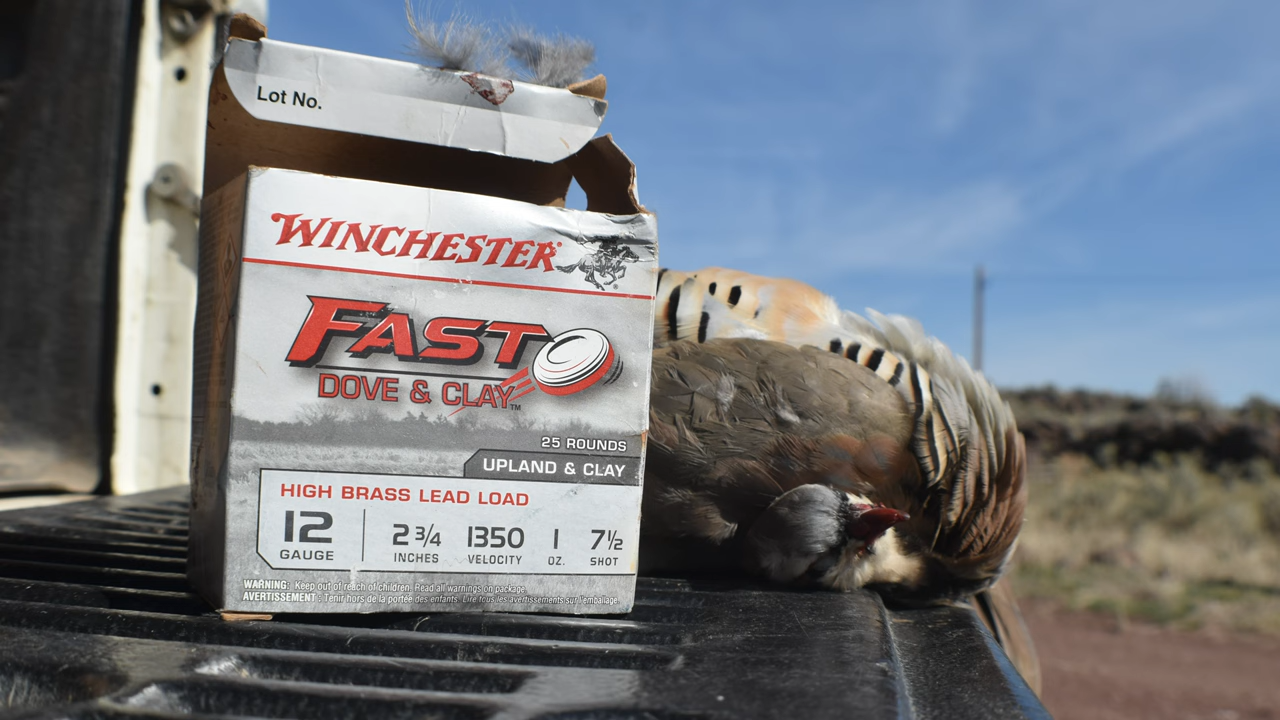 Lot No.
WINCHESTER®
FAST
DOVE & CLAY™
25 ROUNDS
UPLAND & CLAY
HIGH BRASS LEAD LOAD
12 2 3/4 1350 1 7½
GAUGE INCHES VELOCITY OZ. SHOT
WARNING: Keep out of reach of children. Read all warnings on package.
AVERTISSEMENT : Tenir hors de la portée des enfants. Lire tous les avertissements sur l'emballage.